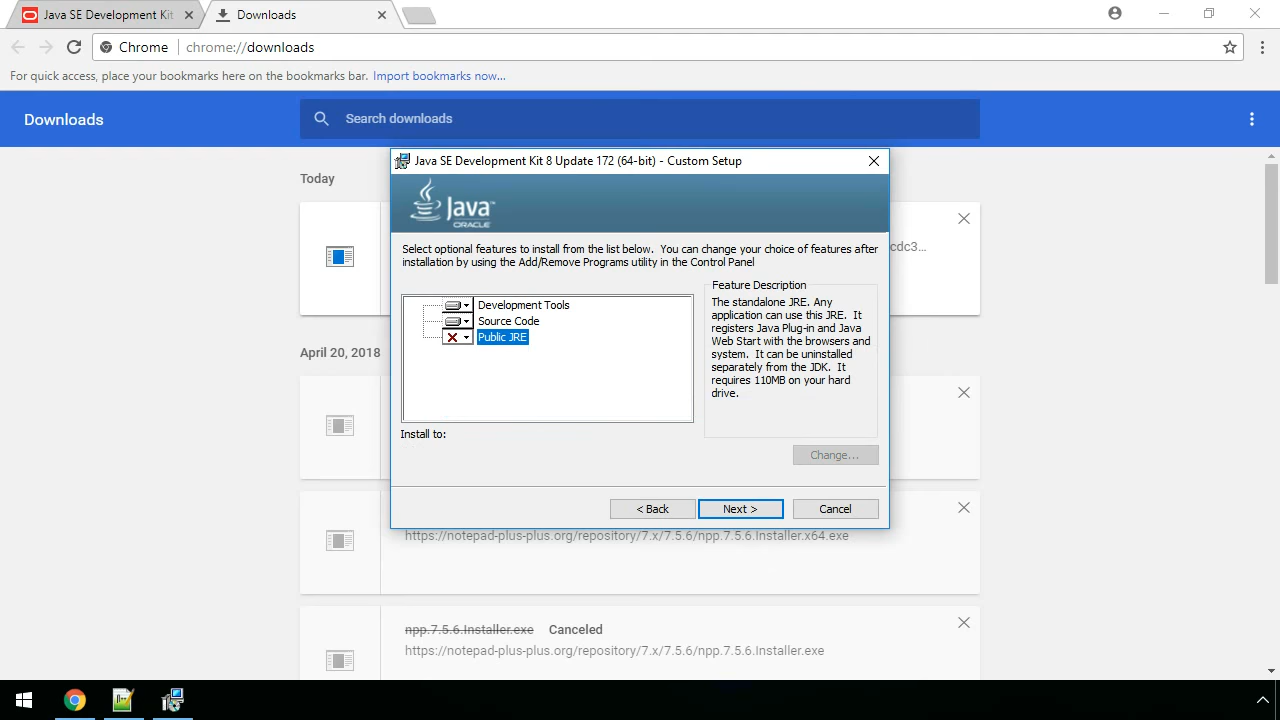 Java SE Development Kit
Downloads
Chrome
chrome://downloads
For quick access, place your bookmarks here on the bookmarks bar. Import bookmarks now...
Downloads
Search downloads
Java SE Development Kit 8 Update 172 (64-bit) - Custom Setup
Today
Java™
ORACLE
cdc3...
Select optional features to install from the list below. You can change your choice of features after
installation by using the Add/Remove Programs utility in the Control Panel
Development Tools
Source Code
Public JRE
Feature Description
The standalone JRE. Any
application can use this JRE. It
registers Java Plug-in and Java
Web Start with the browsers and
system. It can be uninstalled
separately from the JDK. It
requires 110MB on your hard
drive.
April 20, 2018
Install to:
Change...
< Back
Next >
Cancel
https://notepad-plus-plus.org/repository/7.x/7.5.6/npp.7.5.6.Installer.x64.exe
npp.7.5.6.Installer.exe Canceled
https://notepad-plus-plus.org/repository/7.x/7.5.6/npp.7.5.6.Installer.exe